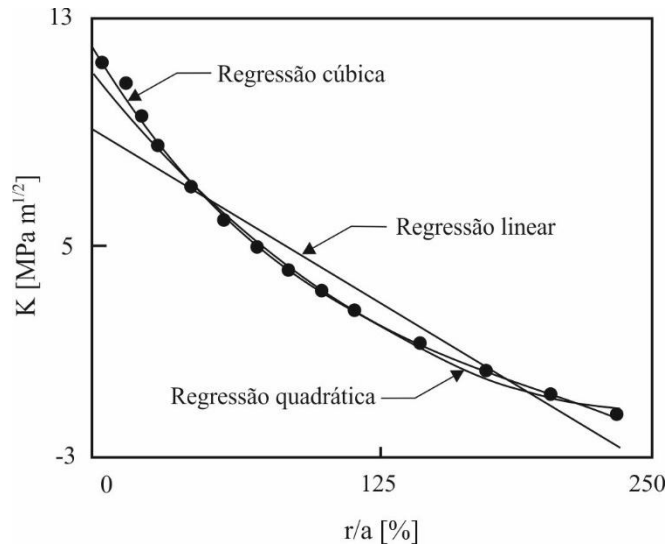 13
Regressão cúbica
K [MPa m^1/2]
5
Regressão linear
Regressão quadrática
-3
0
125
250
r/a [%]